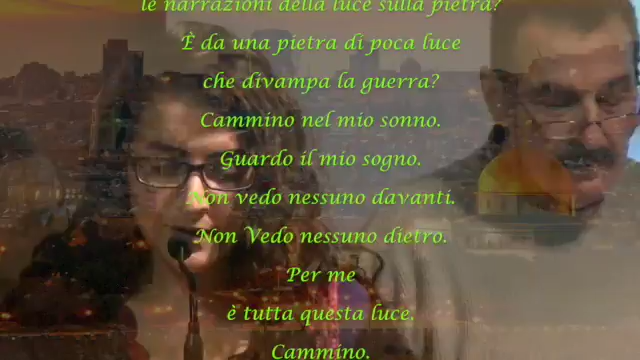 le narrazioni della luce sulla pietra?
È da una pietra di poca luce
che divampa la guerra?
Cammino nel mio sonno.
Guardo il mio sogno.
Non vedo nessuno davanti.
Non Vedo nessuno dietro.
Per me
è tutta questa luce.
Cammino.